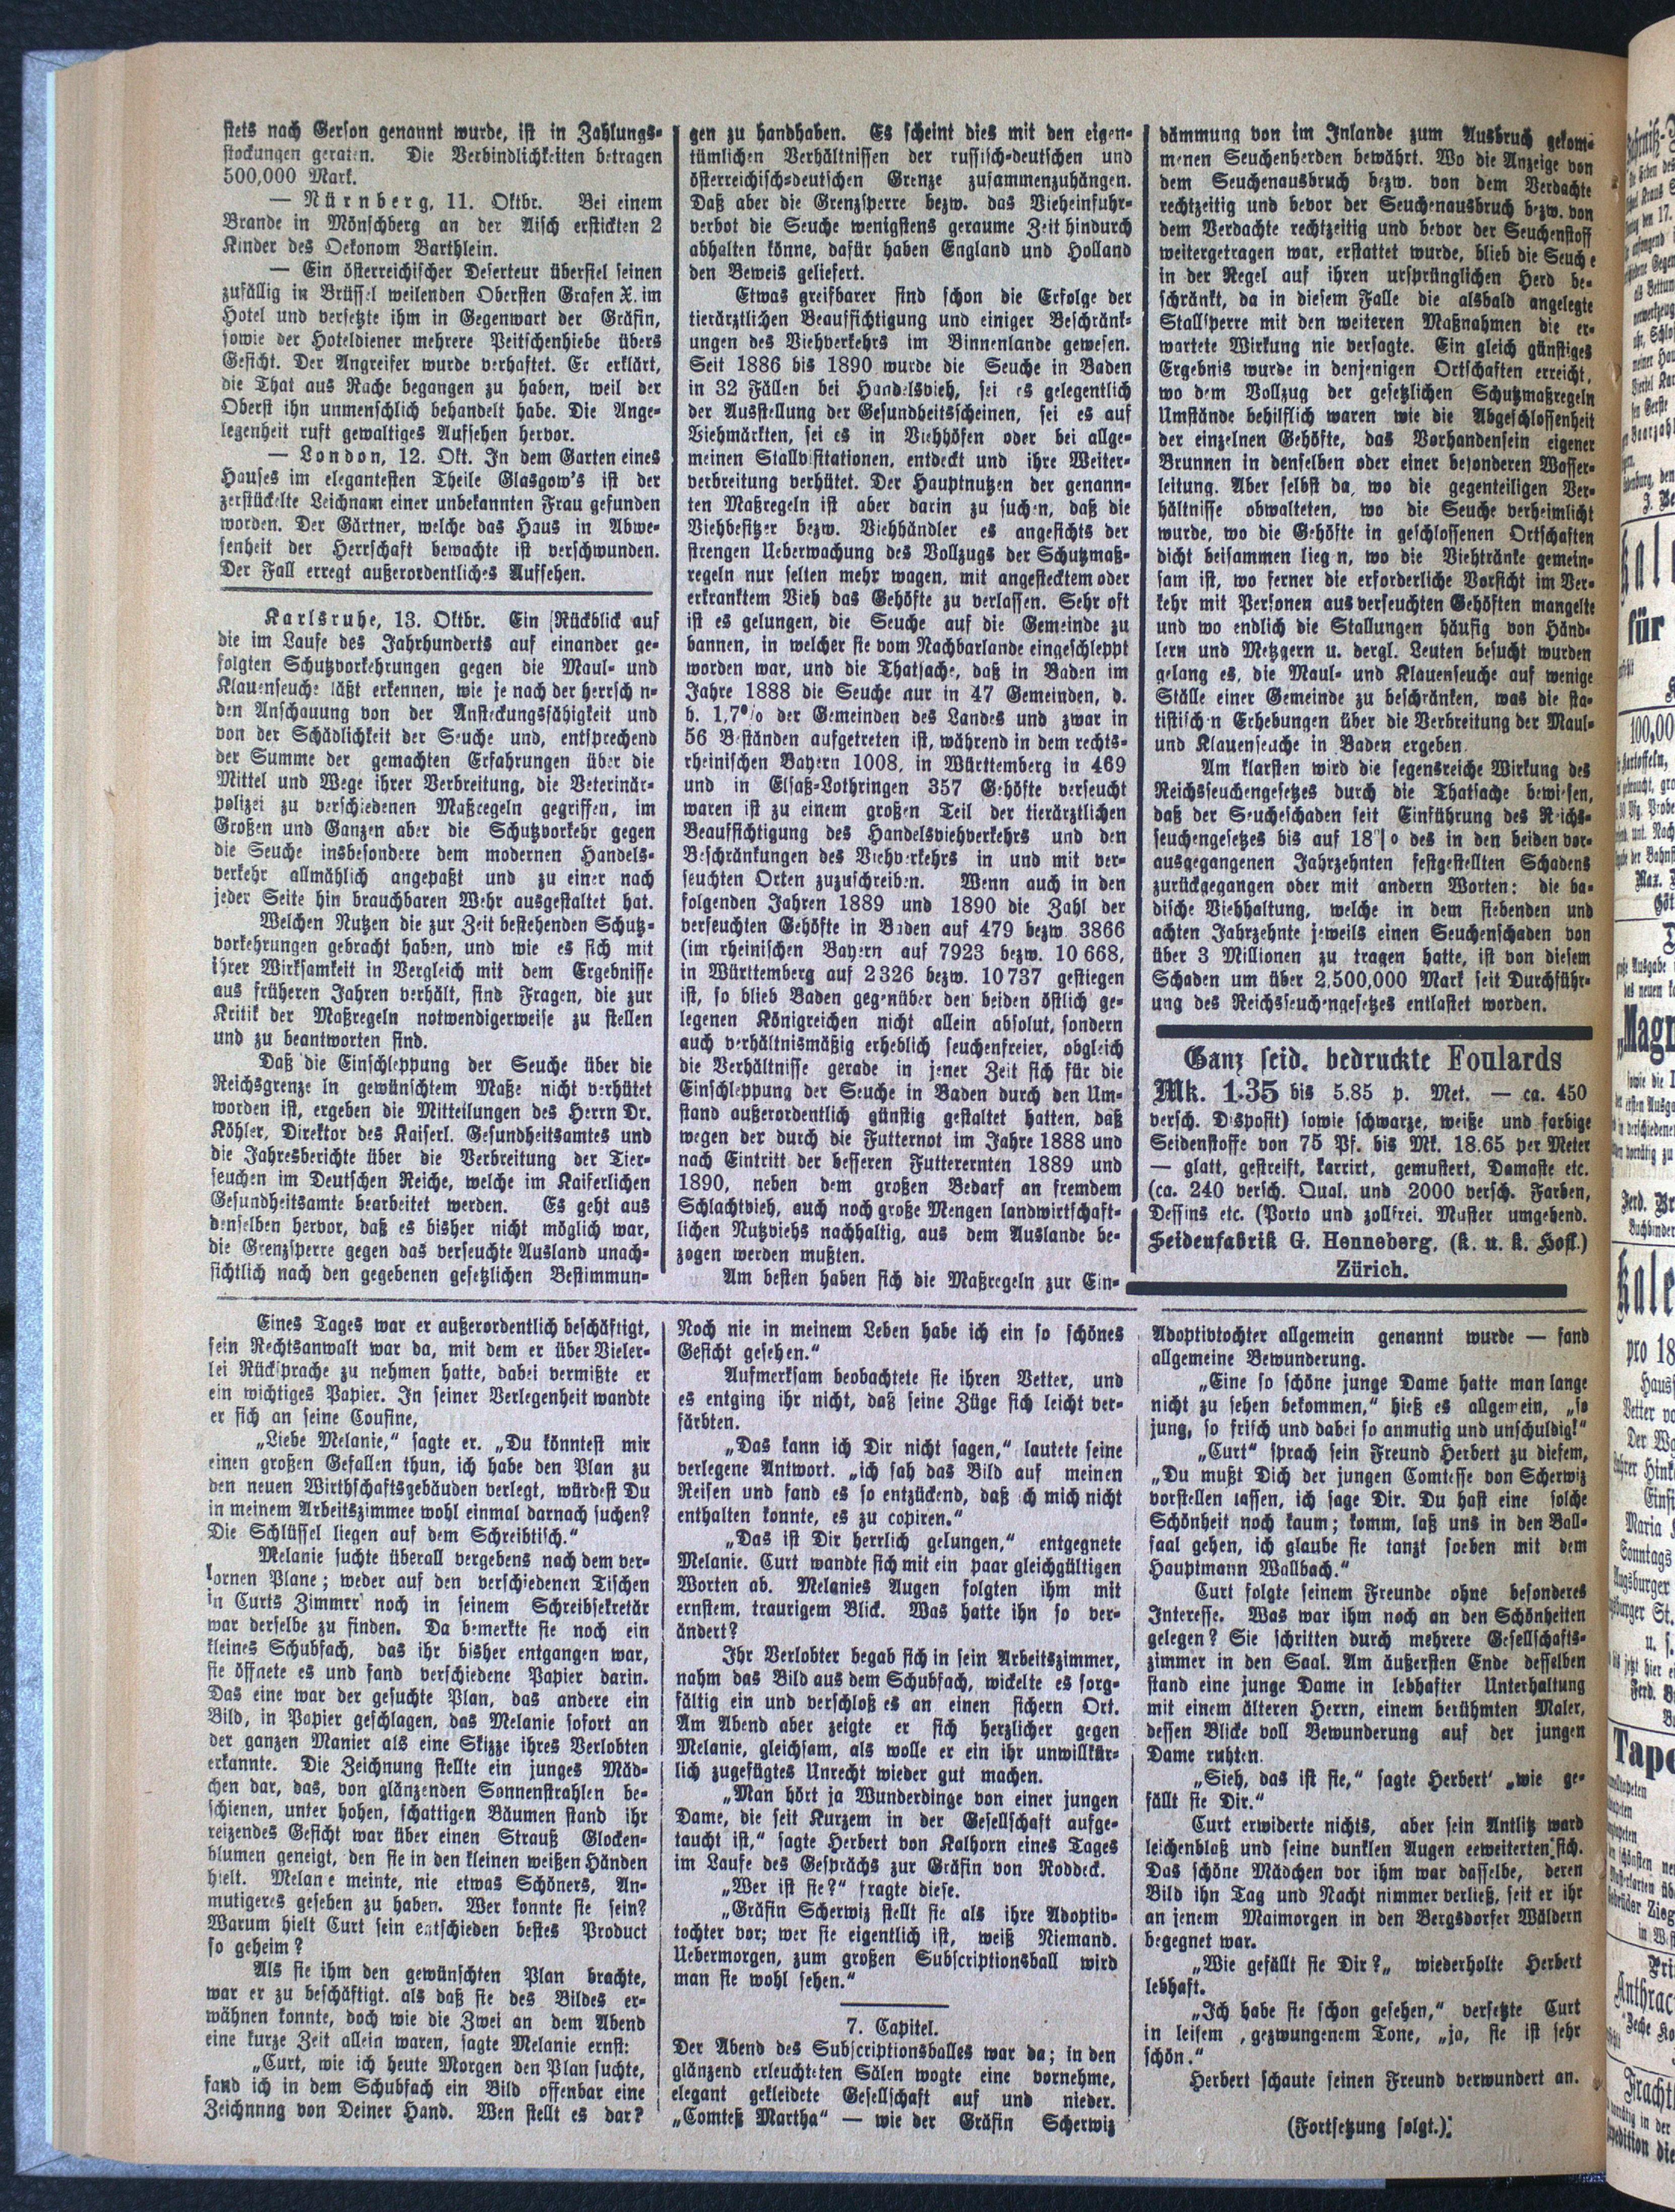 stets nach Gerson genannt wurde, ist in Zahlungs-
stockungen geraten. Die Verbindlichkeiten betragen
500,000 Mark.
— Nürnberg, 11. Oktbr. Bei einem
Brande in Mönschberg an der Aisch erstickten 2
Kinder des Oekonom Barthlein.
— Ein österreichischer Deserteur überfiel seinen
zufällig in Brüssel weilenden Obersten Grafen X. im
Hotel und versetzte ihm in Gegenwart der Gräfin,
sowie der Hoteldiener mehrere Peitschenhiebe übers
Gesicht. Der Angreifer wurde verhaftet. Er erklärt,
die That aus Rache begangen zu haben, weil der
Oberst ihn unmenschlich behandelt habe. Die Ange-
legenheit ruft gewaltiges Aufsehen hervor.
— London, 12. Okt. In dem Garten eines
Hauses im elegantesten Theile Glasgow's ist der
zerstückelte Leichnam einer unbekannten Frau gefunden
worden. Der Gärtner, welche das Haus in Abwe-
senheit der Herrschaft bewachte ist verschwunden.
Der Fall erregt außerordentliches Aufsehen.
Karlsruhe, 13. Oktbr. Ein Rückblick auf
die im Laufe des Jahrhunderts auf einander ge-
folgten Schutzvorkehrungen gegen die Maul- und
Klauenseuche läßt erkennen, wie je nach der herrsch n-
den Anschauung von der Ansteckungsfähigkeit und
von der Schädlichkeit der Seuche und, entsprechend
der Summe der gemachten Erfahrungen über die
Mittel und Wege ihrer Verbreitung, die Veterinär-
polizei zu verschiedenen Maßregeln gegriffen, im
Großen und Ganzen aber die Schutzvorkehr gegen
die Seuche insbesondere dem modernen Handels-
verkehr allmählich angepaßt und zu einer nach
jeder Seite hin brauchbaren Wehr ausgestaltet hat.
Welchen Nutzen die zur Zeit bestehenden Schutz-
vorkehrungen gebracht haben, und wie es sich mit
ihrer Wirksamkeit in Vergleich mit dem Ergebnisse
aus früheren Jahren verhält, sind Fragen, die zur
Kritik der Maßregeln notwendigerweise zu stellen
und zu beantworten sind.
Daß die Einschleppung der Seuche über die
Reichsgrenze in gewünschtem Maße nicht verhütet
worden ist, ergeben die Mitteilungen des Herrn Dr.
Köhler, Direktor des Kaiserl. Gesundheitsamtes und
die Jahresberichte über die Verbreitung der Tier-
seuchen im Deutschen Reiche, welche im Kaiserlichen
Gesundheitsamte bearbeitet werden. Es geht aus
denselben hervor, daß es bisher nicht möglich war,
die Grenzsperre gegen das verseuchte Ausland unach-
sichtlich nach den gegebenen gesetzlichen Bestimmun-
gen zu handhaben. Es scheint dies mit den eigen-
tümlichen Verhältnissen der russisch-deutschen und
österreichisch-deutschen Grenze zusammenzuhängen.
Daß aber die Grenzsperre bezw. das Vieheinfuhr-
verbot die Seuche wenigstens geraume Zeit hindurch
abhalten könne, dafür haben England und Holland
den Beweis geliefert.
Etwas greifbarer sind schon die Erfolge der
tierärztlichen Beaufsichtigung und einiger Beschränk-
ungen des Viehverkehrs im Binnenlande gewesen.
Seit 1886 bis 1890 wurde die Seuche in Baden
in 32 Fällen bei Handelsvieh, sei es gelegentlich
der Ausstellung der Gesundheitsscheinen, sei es auf
Viehmärkten, sei es in Viehhöfen oder bei allge-
meinen Stallvisitationen, entdeckt und ihre Weiter-
verbreitung verhütet. Der Hauptnutzen der genann-
ten Maßregeln ist aber darin zu suchen, daß die
Viehbesitzer bezw. Viehhändler es angesichts der
strengen Ueberwachung des Vollzugs der Schutzmaß-
regeln nur selten mehr wagen, mit angestecktem oder
erkranktem Vieh das Gehöfte zu verlassen. Sehr oft
ist es gelungen, die Seuche auf die Gemeinde zu
bannen, in welcher sie vom Nachbarlande eingeschleppt
worden war, und die Thatsache, daß in Baden im
Jahre 1888 die Seuche nur in 47 Gemeinden, d.
h. 1,7% der Gemeinden des Landes und zwar in
56 Beständen aufgetreten ist, während in dem rechts-
rheinischen Bayern 1008, in Württemberg in 469
und in Elsaß-Lothringen 357 Gehöfte verseucht
waren ist zu einem großen Teil der tierärztlichen
Beaufsichtigung des Handelsviehverkehrs und den
Beschränkungen des Viehverkehrs in und mit ver-
seuchten Orten zuzuschreiben. Wenn auch in den
folgenden Jahren 1889 und 1890 die Zahl der
verseuchten Gehöfte in Baden auf 479 bezw 3866
(im rheinischen Bayern auf 7923 bezw. 10 668,
in Württemberg auf 2326 bezw. 10737 gestiegen
ist, so blieb Baden gegenüber den beiden östlich ge-
legenen Königreichen nicht allein absolut, sondern
auch verhältnismäßig erheblich seuchenfreier, obgleich
die Verhältnisse gerade in jener Zeit sich für die
Einschleppung der Seuche in Baden durch den Um-
stand außerordentlich günstig gestaltet hatten, daß
wegen der durch die Futternot im Jahre 1888 und
nach Eintritt der besseren Futterernten 1889 und
1890, neben dem großen Bedarf an fremdem
Schlachtvieh, auch noch große Mengen landwirtschaft-
lichen Nutzviehs nachhaltig, aus dem Auslande be-
zogen werden mußten.
Am besten haben sich die Maßregeln zur Ein-
dämmung von im Inlande zum Ausbruch gekom-
menen Seuchenherden bewährt. Wo die Anzeige von
dem Seuchenausbruch bezw. von dem Verdachte
rechtzeitig und bevor der Seuchenausbruch bezw. von
dem Verdachte rechtzeitig und bevor der Seuchenstoff
weitergetragen war, erstattet wurde, blieb die Seuche
in der Regel auf ihren ursprünglichen Herd be-
schränkt, da in diesem Falle die alsbald angelegte
Stallsperre mit den weiteren Maßnahmen die er-
wartete Wirkung nie versagte. Ein gleich günstiges
Ergebnis wurde in denjenigen Ortschaften erreicht,
wo dem Vollzug der gesetzlichen Schutzmaßregeln
Umstände behilflich waren wie die Abgeschlossenheit
der einzelnen Gehöfte, das Vorhandensein eigener
Brunnen in denselben oder einer besonderen Wasser-
leitung. Aber selbst da, wo die gegenteiligen Ver-
hältnisse obwalteten, wo die Seuche verheimlicht
wurde, wo die Gehöfte in geschlossenen Ortschaften
dicht beisammen lieg n, wo die Viehtränke gemein-
sam ist, wo ferner die erforderliche Vorsicht im Ver-
kehr mit Personen aus verseuchten Gehöften mangelte
und wo endlich die Stallungen häufig von Händ-
lern und Metzgern u. dergl. Leuten besucht wurden
gelang es, die Maul- und Klauenseuche auf wenige
Ställe einer Gemeinde zu beschränken, was die sta-
tistisch n Erhebungen über die Verbreitung der Maul-
und Klauenseuche in Baden ergeben.
Am klarsten wird die segensreiche Wirkung des
Reichsseuchengesetzes durch die Thatsache bewiesen,
daß der Seucheschaden seit Einführung des Reichs-
seuchengesetzes bis auf 18% des in den beiden vor-
ausgegangenen Jahrzehnten festgestellten Schadens
zurückgegangen oder mit andern Worten: die ba-
dische Viehhaltung, welche in dem siebenden und
achten Jahrzehnte jeweils einen Seuchenschaden von
über 3 Millionen zu tragen hatte, ist von diesem
Schaden um über 2,500,000 Mark seit Durchführ-
ung des Reichsseuchengesetzes entlastet worden.
Ganz seid. bedruckte Foulards
Mk. 1.35 bis 5.85 p. Met. — ca. 450
versch. Disposit) sowie schwarze, weiße und farbige
Seidenstoffe von 75 Pf. bis Mk. 18.65 per Meter
— glatt, gestreift, karrirt, gemustert, Damaste etc.
(ca. 240 versch. Qual. und 2000 versch. Farben,
Dessins etc. (Porto und zollfrei. Muster umgehend.
Seidenfabrik G. Henneberg, (k. u. k. Hofl.)
Zürich.
Eines Tages war er außerordentlich beschäftigt,
sein Rechtsanwalt war da, mit dem er über Vieler-
lei Rücksprache zu nehmen hatte, dabei vermißte er
ein wichtiges Papier. In seiner Verlegenheit wandte
er sich an seine Cousine,
„Liebe Melanie,“ sagte er. „Du könntest mir
einen großen Gefallen thun, ich habe den Plan zu
den neuen Wirthschaftsgebäuden verlegt, würdest Du
in meinem Arbeitszimmee wohl einmal darnach suchen?
Die Schlüssel liegen auf dem Schreibtisch.“
Melanie suchte überall vergebens nach dem ver-
lornen Plane; weder auf den verschiedenen Tischen
in Curts Zimmer noch in seinem Schreibsekretär
war derselbe zu finden. Da bemerkte sie noch ein
kleines Schubfach, das ihr bisher entgangen war,
sie öffnete es und fand verschiedene Papier darin.
Das eine war der gesuchte Plan, das andere ein
Bild, in Papier geschlagen, das Melanie sofort an
der ganzen Manier als eine Skizze ihres Verlobten
erkannte. Die Zeichnung stellte ein junges Mäd-
chen dar, das, von glänzenden Sonnenstrahlen be-
schienen, unter hohen, schattigen Bäumen stand ihr
reizendes Gesicht war über einen Strauß Glocken-
blumen geneigt, den sie in den kleinen weißen Händen
hielt. Melan e meinte, nie etwas Schöners, An-
mutigeres gesehen zu haben. Wer konnte sie sein?
Warum hielt Curt sein entschieden bestes Product
so geheim?
Als sie ihm den gewünschten Plan brachte,
war er zu beschäftigt. als daß sie des Bildes er-
wähnen konnte, doch wie die Zwei an dem Abend
eine kurze Zeit allein waren, sagte Melanie ernst:
„Curt, wie ich heute Morgen den Plan suchte,
fand ich in dem Schubfach ein Bild offenbar eine
Zeichnnng von Deiner Hand. Wen stellt es dar?
Noch nie in meinem Leben habe ich ein so schönes
Gesicht gesehen.“
Aufmerksam beobachtete sie ihren Vetter, und
es entging ihr nicht, daß seine Züge sich leicht ver-
färbten.
„Das kann ich Dir nicht sagen,“ lautete seine
verlegene Antwort. „ich sah das Bild auf meinen
Reisen und fand es so entzückend, daß ich mich nicht
enthalten konnte, es zu copiren.“
„Das ist Dir herrlich gelungen,“ entgegnete
Melanie. Curt wandte sich mit ein paar gleichgültigen
Worten ab. Melanies Augen folgten ihm mit
ernstem, traurigem Blick. Was hatte ihn so ver-
ändert?
Ihr Verlobter begab sich in sein Arbeitszimmer,
nahm das Bild aus dem Schubfach, wickelte es sorg-
fältig ein und verschloß es an einen sichern Ort.
Am Abend aber zeigte er sich herzlicher gegen
Melanie, gleichsam, als wolle er ein ihr unwillkür-
lich zugefügtes Unrecht wieder gut machen.
„Man hört ja Wunderdinge von einer jungen
Dame, die seit Kurzem in der Gesellschaft aufge-
taucht ist,“ sagte Herbert von Kalhorn eines Tages
im Laufe des Gesprächs zur Gräfin von Roddeck.
„Wer ist sie?“ fragte diese.
„Gräfin Scherwiz stellt sie als ihre Adoptiv-
tochter vor; wer sie eigentlich ist, weiß Niemand.
Uebermorgen, zum großen Subscriptionsball wird
man sie wohl sehen.“
7. Capitel.
Der Abend des Subscriptionsballes war da; in den
glänzend erleuchteten Sälen wogte eine vornehme,
elegant gekleidete Gesellschaft auf und nieder.
„Comteß Martha“ — wie der Gräfin Scherwiz
Adoptivtochter allgemein genannt wurde — fand
allgemeine Bewunderung.
„Eine so schöne junge Dame hatte man lange
nicht zu sehen bekommen,“ hieß es allgemein, „so
jung, so frisch und dabei so anmutig und unschuldig!“
„Curt“ sprach sein Freund Herbert zu diesem,
„Du mußt Dich der jungen Comtesse von Scherwiz
vorstellen lassen, ich sage Dir. Du hast eine solche
Schönheit noch kaum; komm, laß uns in den Ball-
saal gehen, ich glaube sie tanzt soeben mit dem
Hauptmann Wallbach.“
Curt folgte seinem Freunde ohne besonderes
Interesse. Was war ihm noch an den Schönheiten
gelegen? Sie schritten durch mehrere Gesellschafts-
zimmer in den Saal. Am äußersten Ende desselben
stand eine junge Dame in lebhafter Unterhaltung
mit einem älteren Herrn, einem berühmten Maler,
dessen Blicke voll Bewunderung auf der jungen
Dame ruhten.
„Sieh, das ist sie,“ sagte Herbert' „wie ge-
fällt sie Dir.“
Curt erwiderte nichts, aber sein Antlitz ward
leichenblaß und seine dunklen Augen eeweiterten sich.
Das schöne Mädchen vor ihm war dasselbe, deren
Bild ihn Tag und Nacht nimmer verließ, seit er ihr
an jenem Maimorgen in den Bergsdorfer Wäldern
begegnet war.
„Wie gefällt sie Dir?„ wiederholte Herbert
lebhaft.
„Ich habe sie schon gesehen,“ versetzte Curt
in leisem , gezwungenem Tone, „ja, sie ist sehr
schön.“
Herbert schaute seinen Freund verwundert an.
(Fortsetzung folgt.)